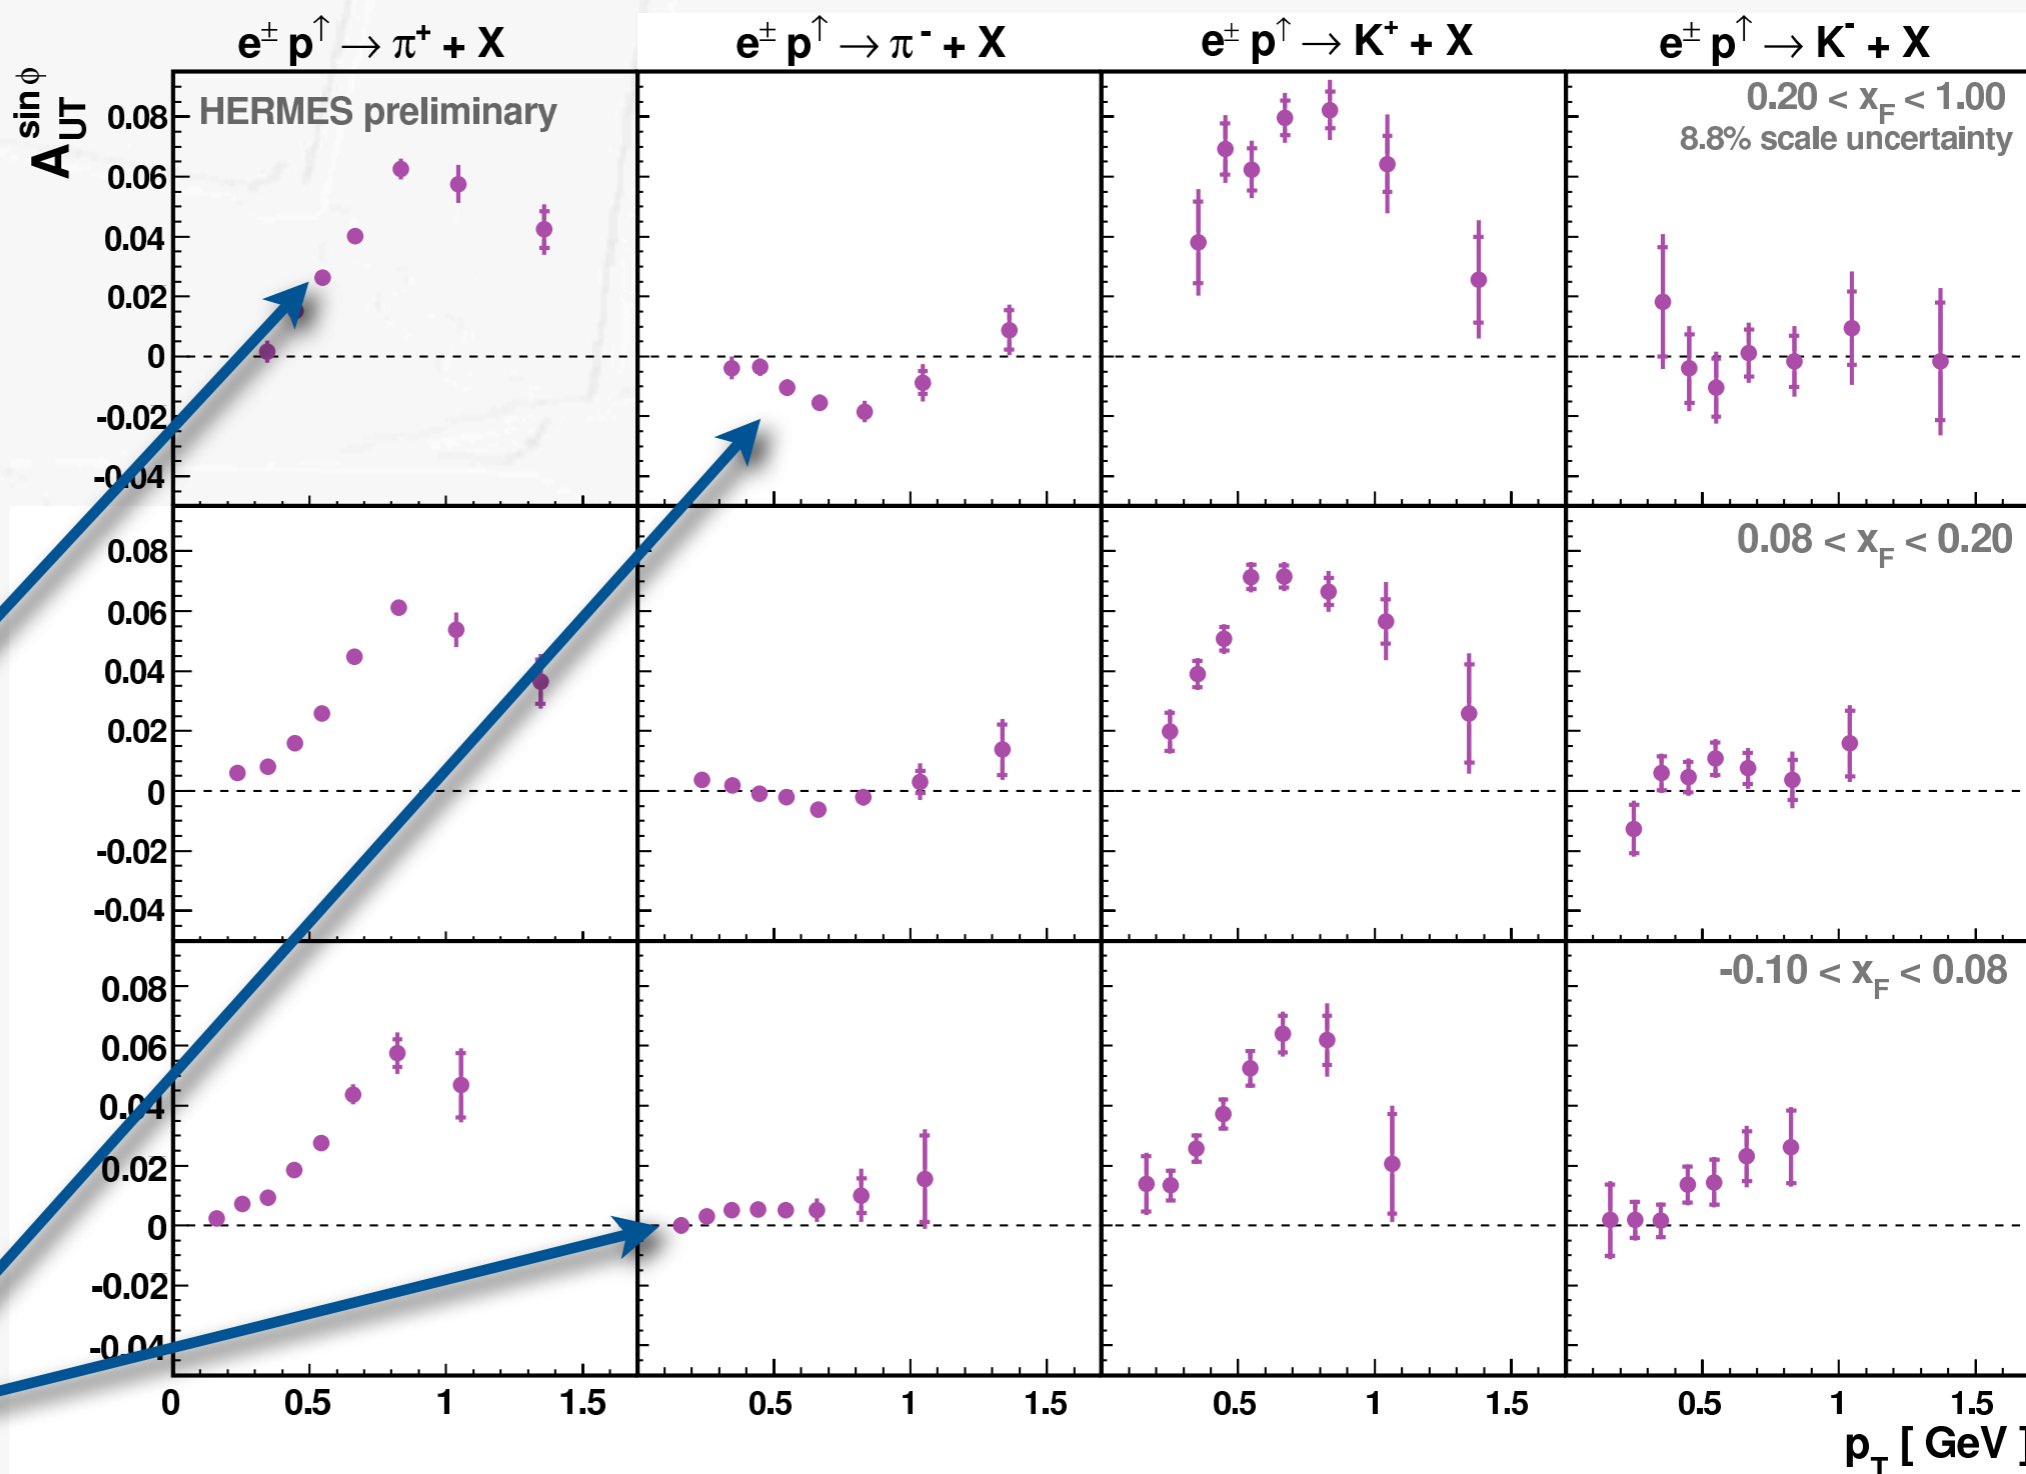 e± p↑ → π+ + X
e± p↑ → π- + X
e± p↑ → K+ + X
e± p↑ → K- + X
A_UT^sin ϕ
HERMES preliminary
0.20 < x_F < 1.00
8.8% scale uncertainty
0.08
0.06
0.04
0.02
0
-0.02
-0.04
0.08 < x_F < 0.20
0.08
0.06
0.04
0.02
0
-0.02
-0.04
-0.10 < x_F < 0.08
0.08
0.06
0.04
0.02
0
-0.02
-0.04
0 0.5 1 1.5
0.5 1 1.5
0.5 1 1.5
0.5 1 1.5
p_T [ GeV ]